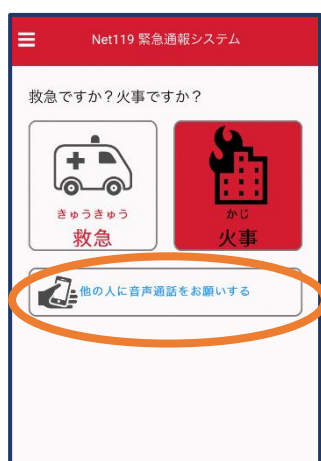 Net119 緊急通報システム
救急ですか？火事ですか？
きゅうきゅう
救急
かじ
火事
他の人に音声通話をお願いする